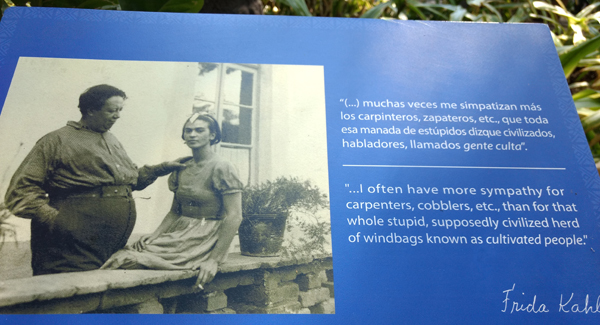 "(...) muchas veces me simpatizan más
los carpinteros, zapateros, etc., que toda
esa manada de estúpidos dizque civilizados,
habladores, llamados gente culta".
"...I often have more sympathy for
carpenters, cobblers, etc., than for that
whole stupid, supposedly civilized herd
of windbags known as cultivated people."
Frida Kahl